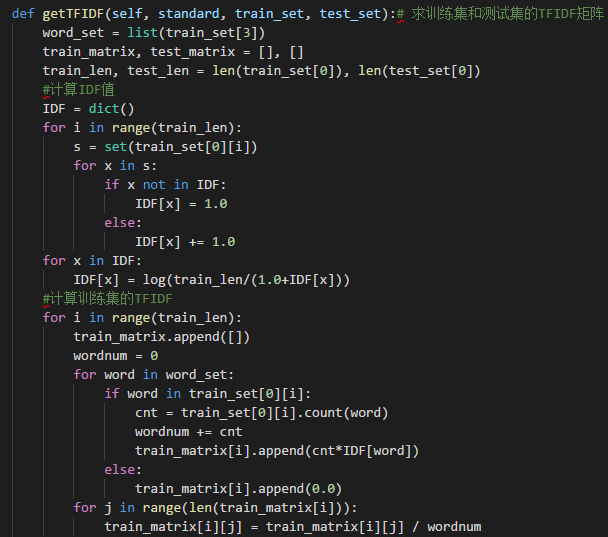 def getTFIDF(self, standard, train_set, test_set):# 求训练集和测试集的TFIDF矩阵
    word_set = list(train_set[3])
    train_matrix, test_matrix = [], []
    train_len, test_len = len(train_set[0]), len(test_set[0])
    #计算IDF值
    IDF = dict()
    for i in range(train_len):
        s = set(train_set[0][i])
        for x in s:
            if x not in IDF:
                IDF[x] = 1.0
            else:
                IDF[x] += 1.0
    for x in IDF:
        IDF[x] = log(train_len/(1.0+IDF[x]))
    #计算训练集的TFIDF
    for i in range(train_len):
        train_matrix.append([])
        wordnum = 0
        for word in word_set:
            if word in train_set[0][i]:
                cnt = train_set[0][i].count(word)
                wordnum += cnt
                train_matrix[i].append(cnt*IDF[word])
            else:
                train_matrix[i].append(0.0)
        for j in range(len(train_matrix[i])):
            train_matrix[i][j] = train_matrix[i][j] / wordnum